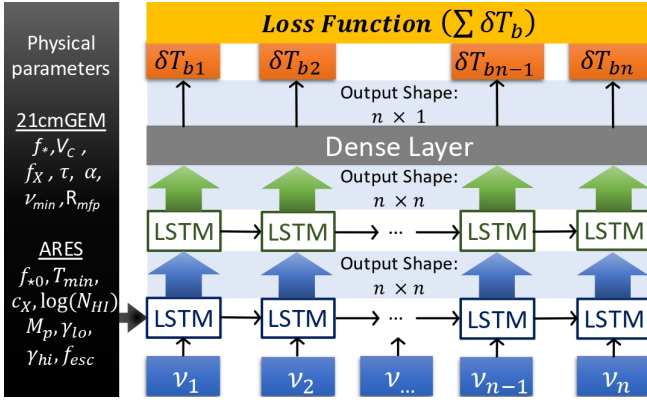 Physical
parameters
21cmGEM
f*,V_C ,
f_X , τ, α,
ν_min,R_mfp
ARES
f_*0, T_min,
c_X, log(N_HI)
M_p, γ_lo,
γ_hi, f_esc
Loss Function (∑ δT_b)
δT_b1 δT_b2 δT_bn−1 δT_bn
Output Shape:
n × 1
Dense Layer
Output Shape:
n × n
LSTM LSTM ... LSTM LSTM
Output Shape:
n × n
LSTM LSTM ... LSTM LSTM
ν_1 ν_2 ν_... ν_n−1 ν_n